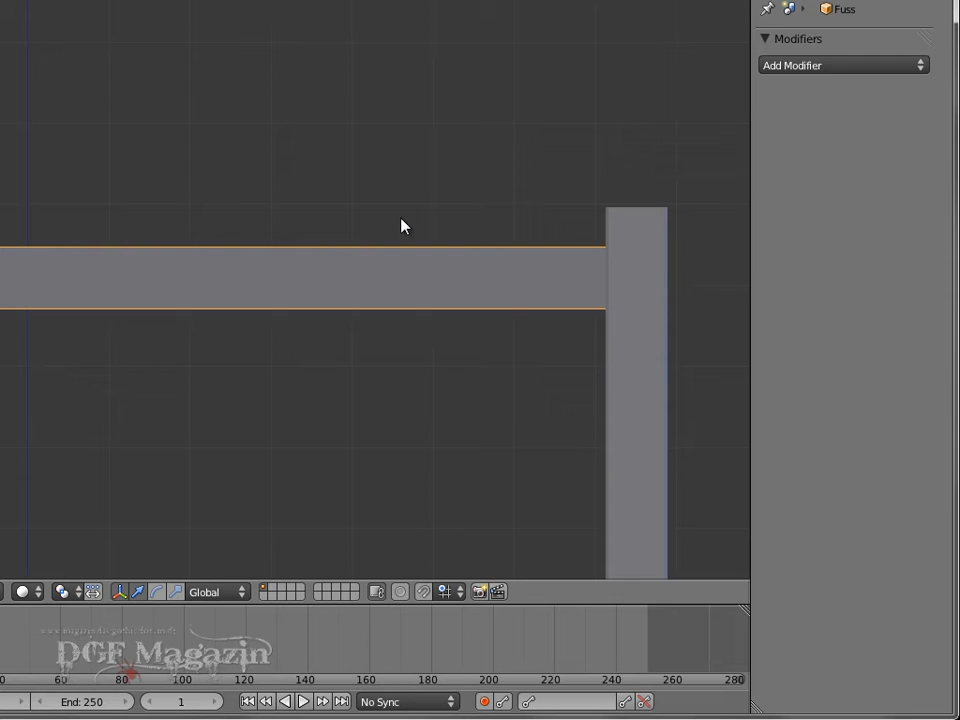 Fuss
Modifiers
Add Modifier
Global
DGF Magazin
60 80 100 120 140 160 180 200 220 240 260 280
End: 250
1
No Sync